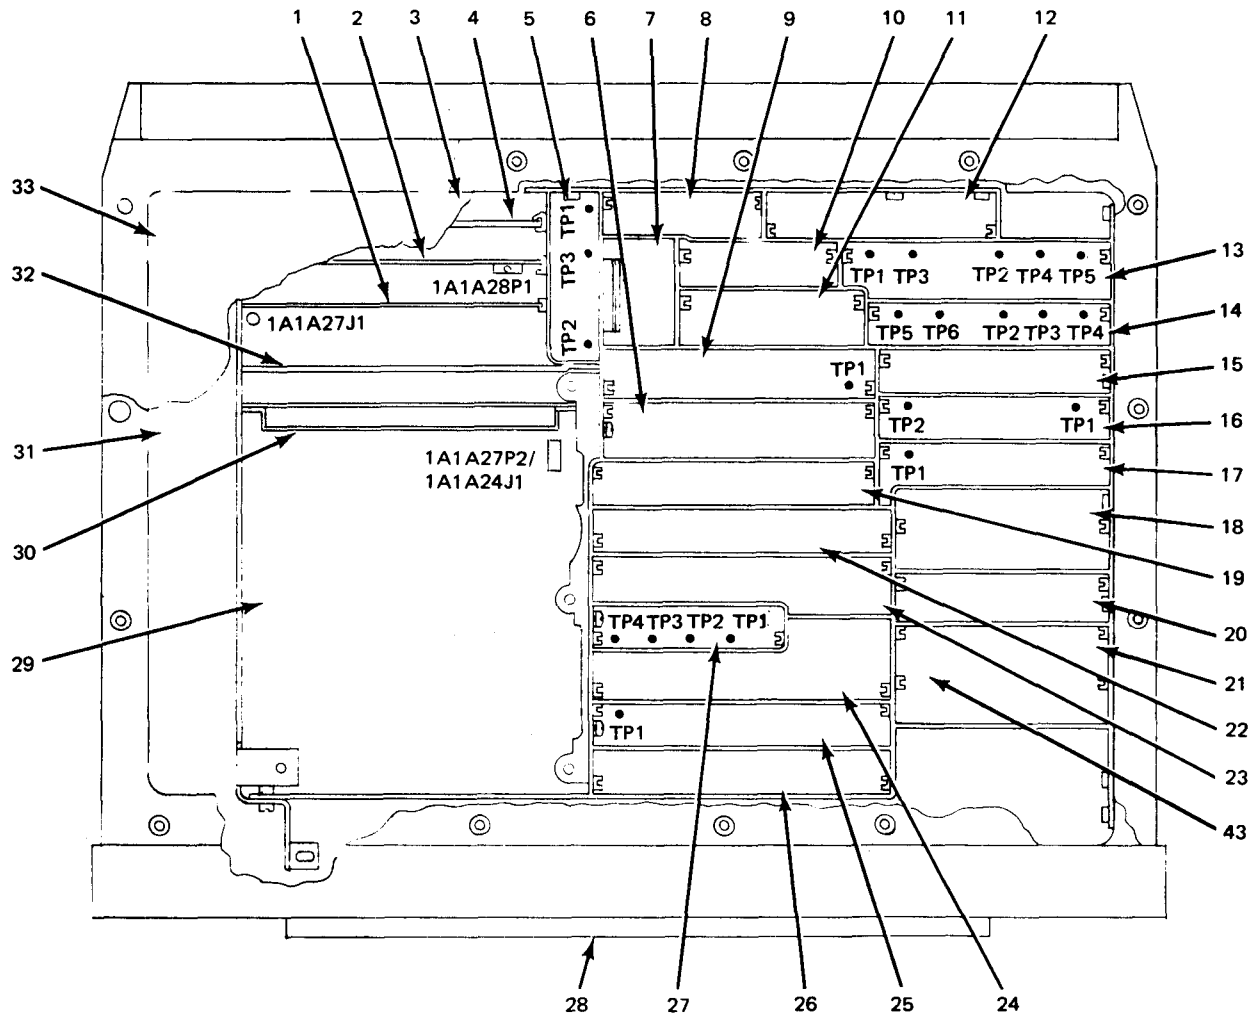 1 2 3 4 5 6 7 8 9 10 11 12
33
TP1
TP3
TP2
TP1 TP3 TP2 TP4 TP5
13
32
1A1A28P1
1A1A27J1
TP5 TP6 TP2 TP3 TP4
14
TP1
15
TP2 TP1
16
31
1A1A27P2/
1A1A24J1
TP1
17
18
30
19
TP4 TP3 TP2 TP1
20
29
21
22
TP1
23
43
28 27 26 25 24